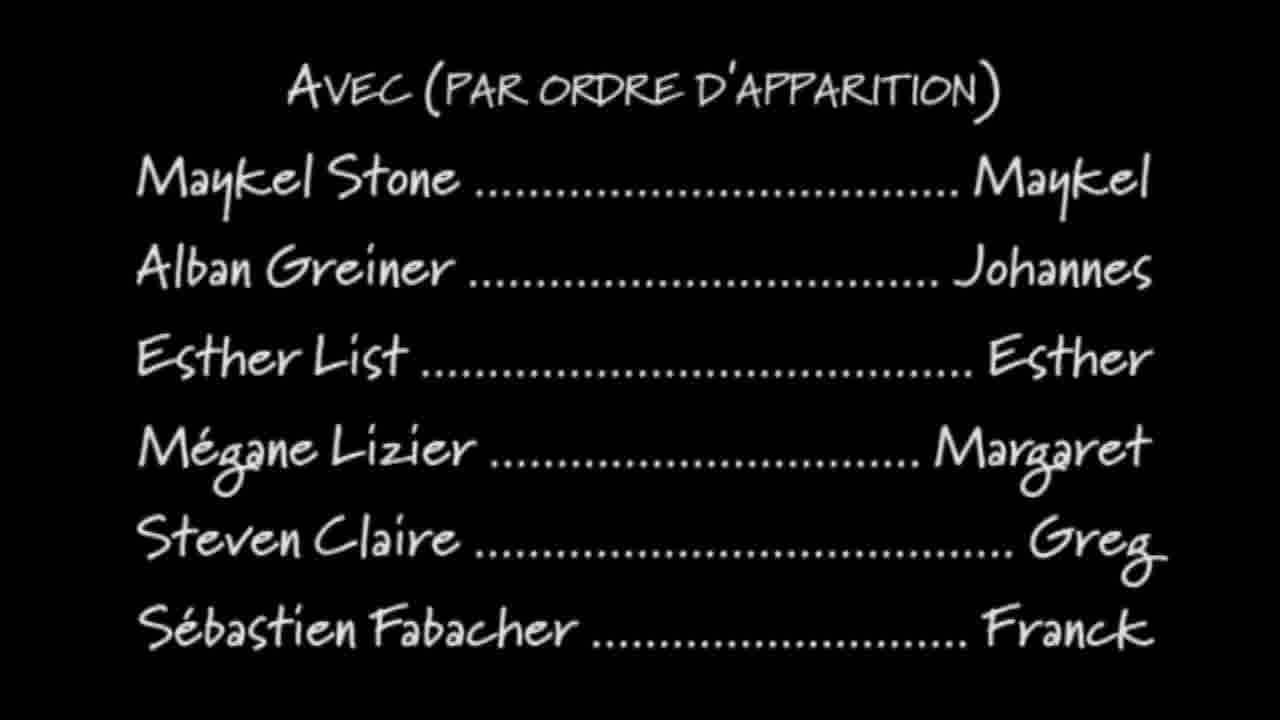 AVEC (PAR ORDRE D'APPARITION)
Maykel Stone .................................... Maykel
Alban Greiner ................................... Johannes
Esther List ......................................... Esther
Mégane Lizier ................................ Margaret
Steven Claire ........................................ Greg
Sébastien Fabacher ............................ Franck